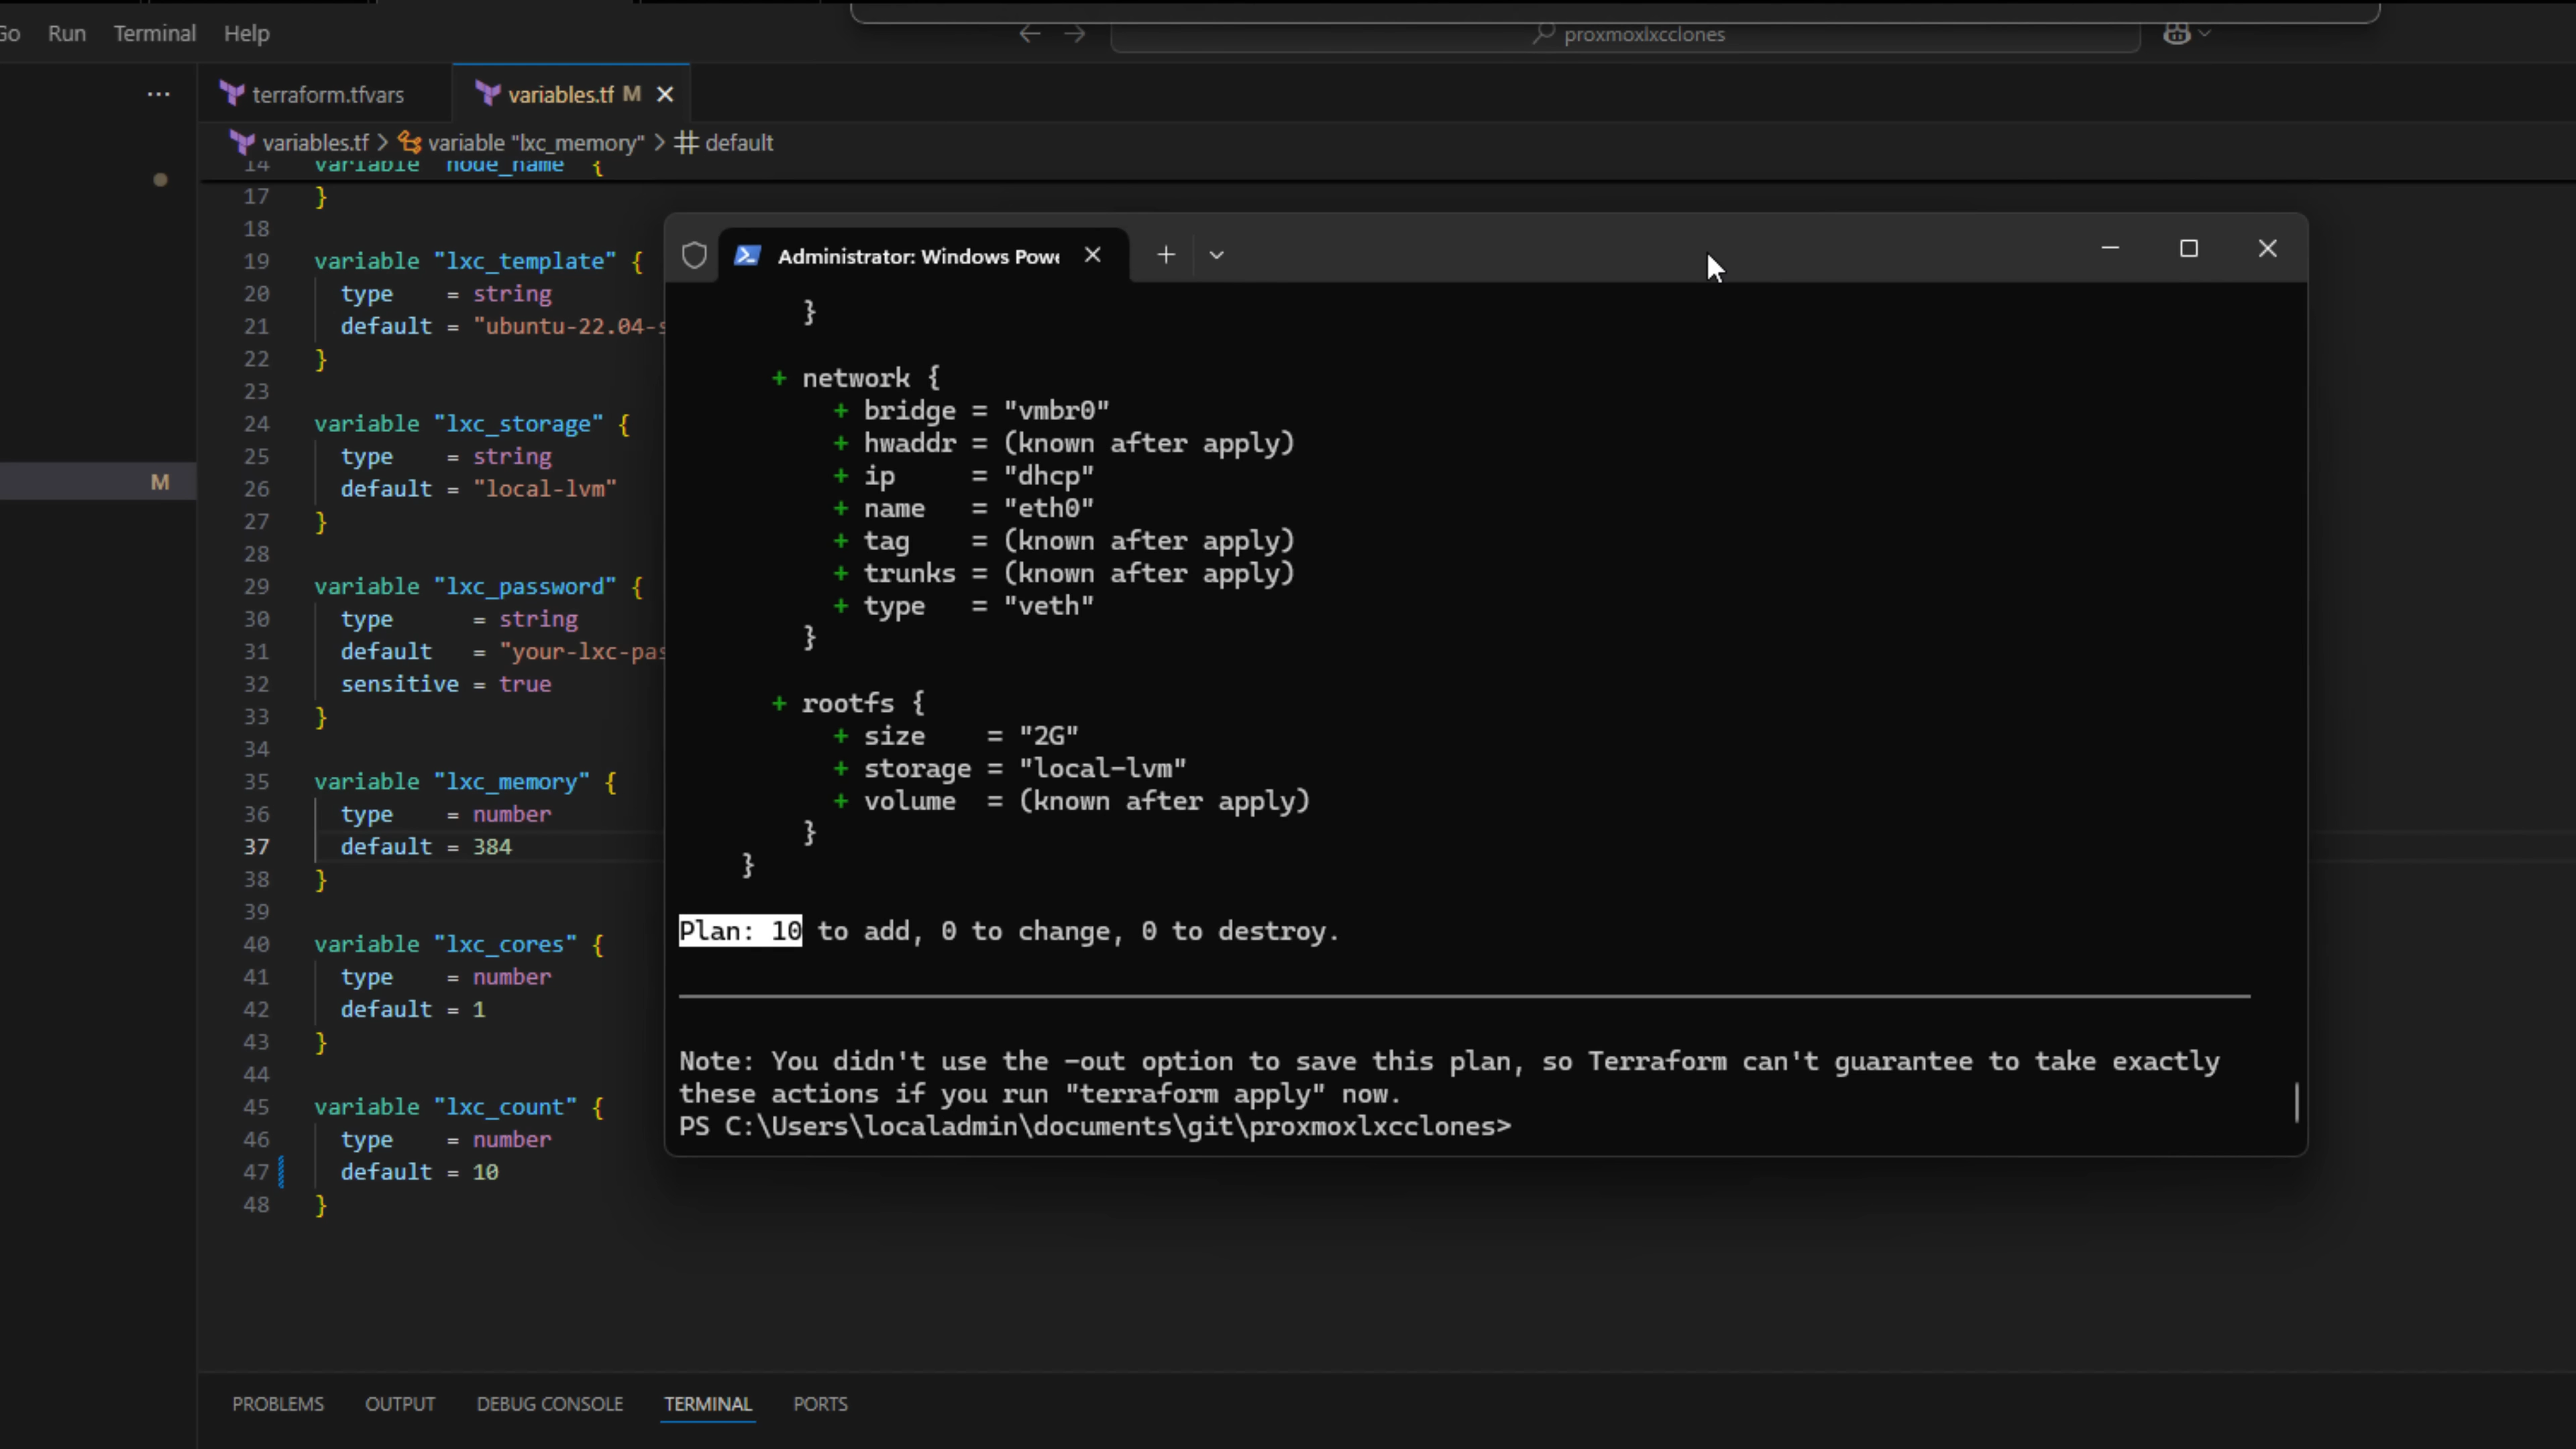 Go Run Terminal Help
proxmoxlxcclones
terraform.tfvars
variables.tf M
variables.tf > variable "lxc_memory" > default
14 variable "node_name" {
17 }
18
19 variable "lxc_template" {
20 type = string
21 default = "ubuntu-22.04-s
22 }
23
24 variable "lxc_storage" {
25 type = string
26 default = "local-lvm"
27 }
28
29 variable "lxc_password" {
30 type = string
31 default = "your-lxc-pas
32 sensitive = true
33 }
34
35 variable "lxc_memory" {
36 type = number
37 default = 384
38 }
39
40 variable "lxc_cores" {
41 type = number
42 default = 1
43 }
44
45 variable "lxc_count" {
46 type = number
47 default = 10
48 }
M
Administrator: Windows Powe
}
+ network {
+ bridge = "vmbr0"
+ hwaddr = (known after apply)
+ ip = "dhcp"
+ name = "eth0"
+ tag = (known after apply)
+ trunks = (known after apply)
+ type = "veth"
}
+ rootfs {
+ size = "2G"
+ storage = "local-lvm"
+ volume = (known after apply)
}
}
Plan: 10 to add, 0 to change, 0 to destroy.
Note: You didn't use the -out option to save this plan, so Terraform can't guarantee to take exactly
these actions if you run "terraform apply" now.
PS C:\Users\localadmin\documents\git\proxmoxlxcclones>
PROBLEMS OUTPUT DEBUG CONSOLE TERMINAL PORTS